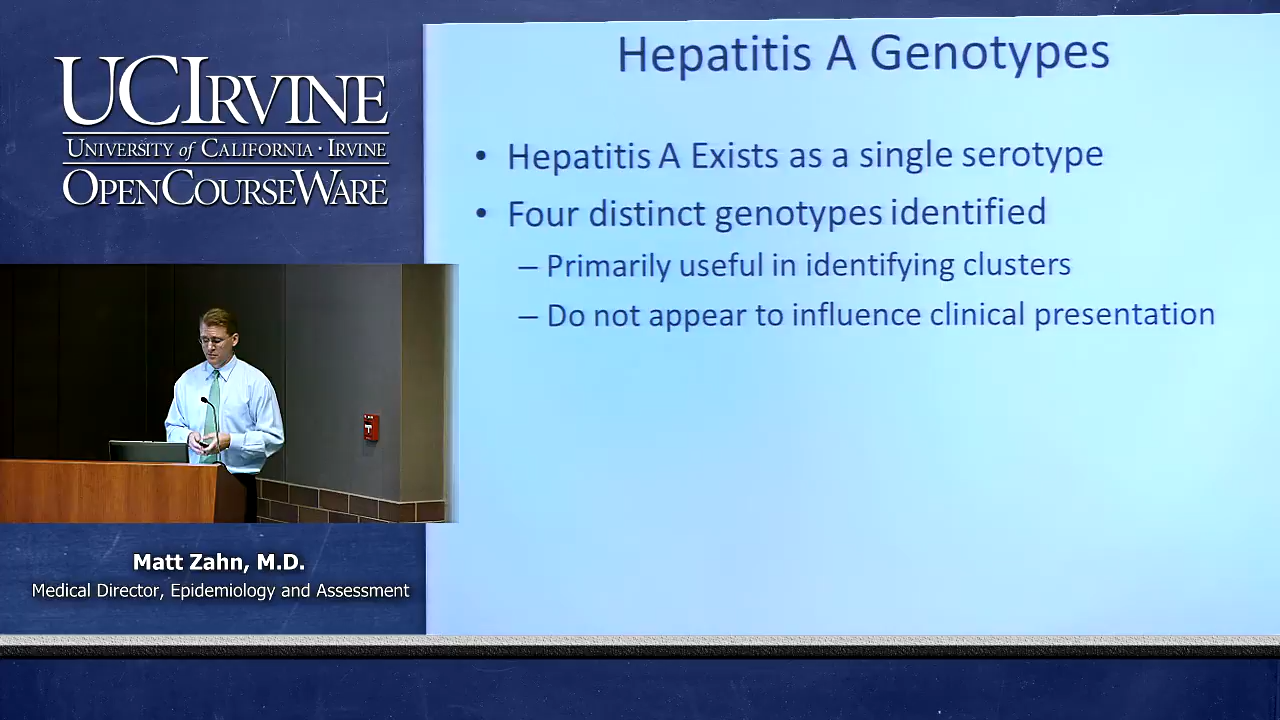 UCIRVINE
UNIVERSITY of CALIFORNIA · IRVINE
OPENCOURSEWARE
Hepatitis A Genotypes
• Hepatitis A Exists as a single serotype
• Four distinct genotypes identified
– Primarily useful in identifying clusters
– Do not appear to influence clinical presentation
Matt Zahn, M.D.
Medical Director, Epidemiology and Assessment